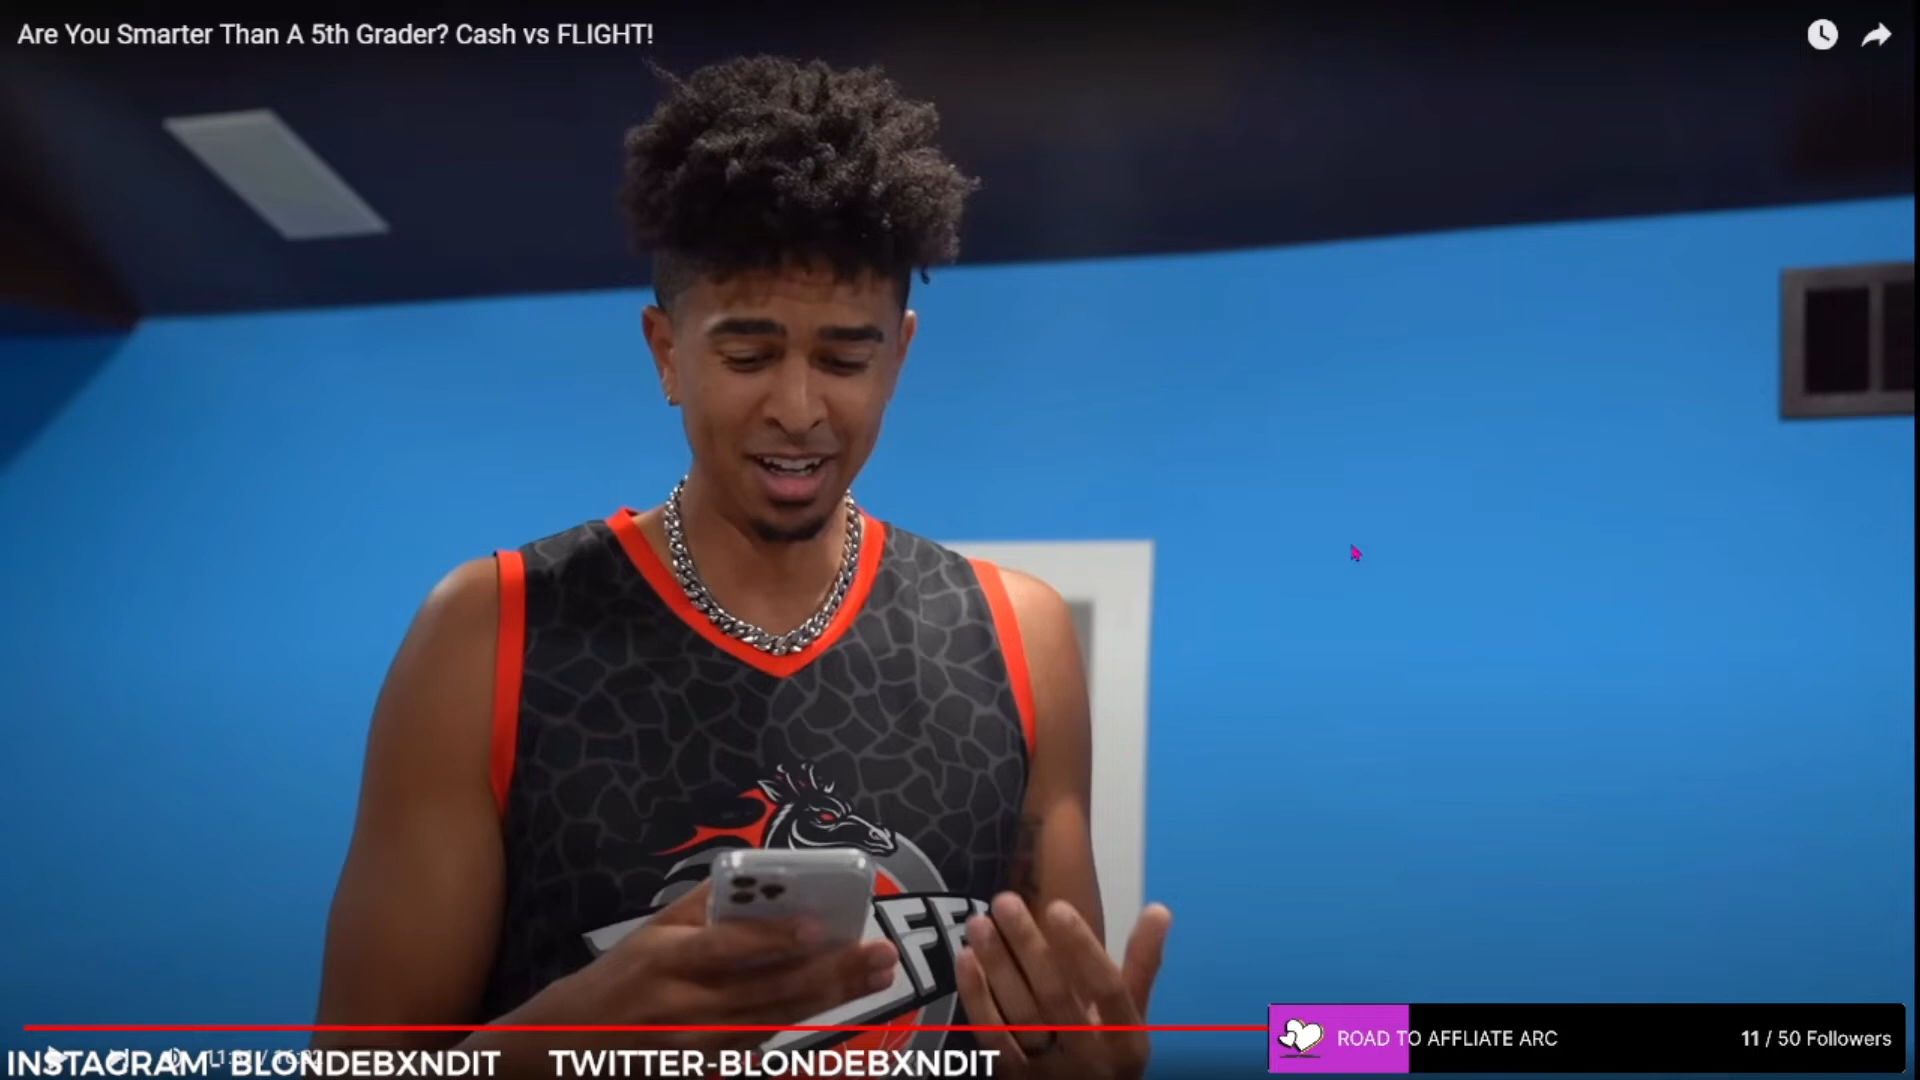 Are You Smarter Than A 5th Grader? Cash vs FLIGHT!
ROAD TO AFFLIATE ARC
11 / 50 Followers
INSTAGRAM- BLONDEBXNDIT
TWITTER-BLONDEBXNDIT